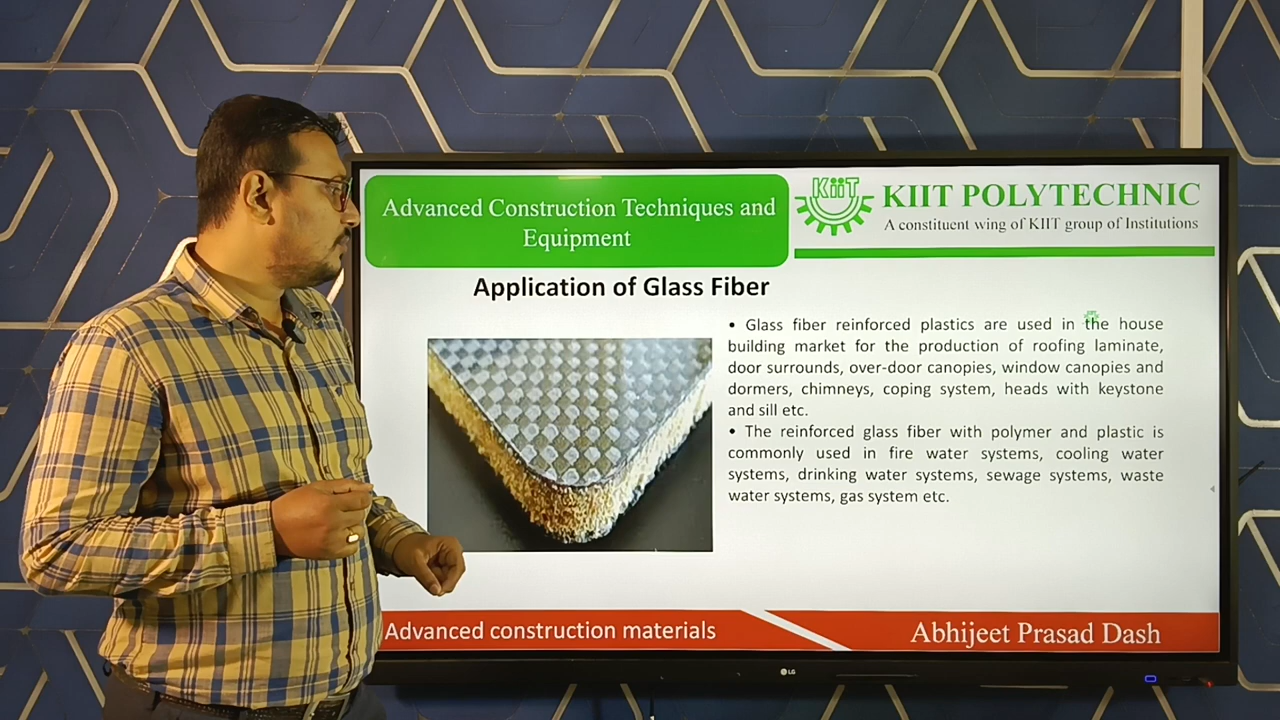 Advanced Construction Techniques and
Equipment
KiiT
KIIT POLYTECHNIC
A constituent wing of KIIT group of Institutions
Application of Glass Fiber
• Glass fiber reinforced plastics are used in the house
building market for the production of roofing laminate,
door surrounds, over-door canopies, window canopies and
dormers, chimneys, coping system, heads with keystone
and sill etc.
• The reinforced glass fiber with polymer and plastic is
commonly used in fire water systems, cooling water
systems, drinking water systems, sewage systems, waste
water systems, gas system etc.
Advanced construction materials
Abhijeet Prasad Dash
LG